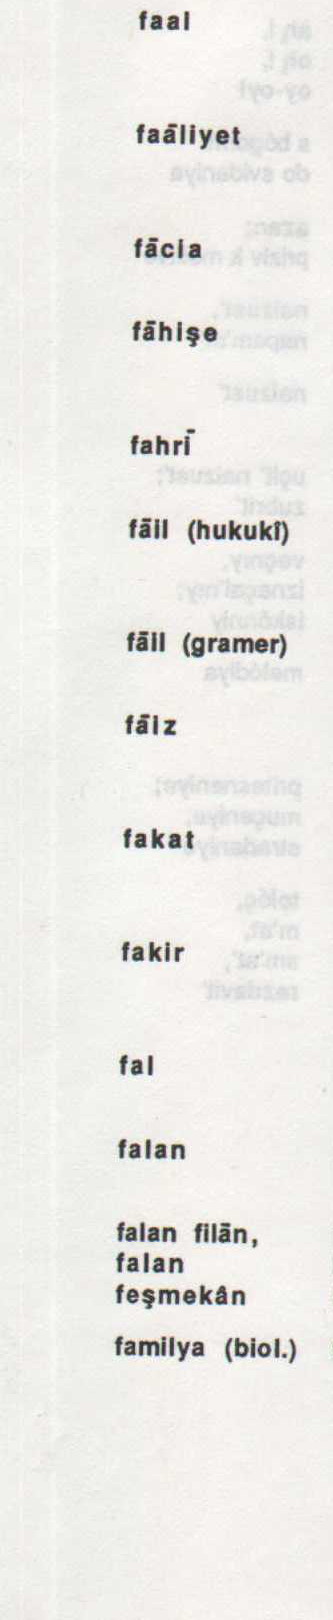 faal
faāliyet
fācia
fāhişe
fahrī
fāil (hukukî)
fāil (gramer)
fāiz
fakat
fakir
fal
falan
falan filān,
falan
feşmekân
familya (biol.)